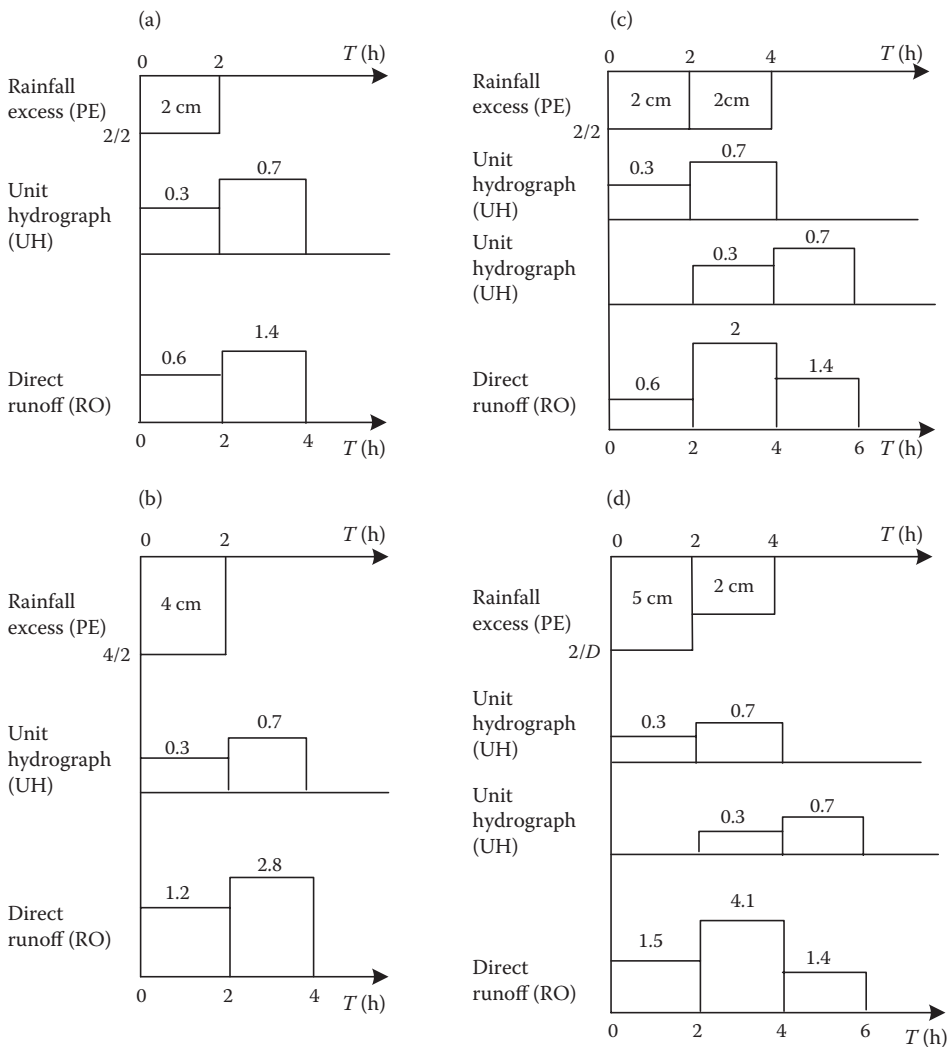 (a)
0 2 T (h)
Rainfall
excess (PE)
2 cm
2/2
Unit
hydrograph
(UH)
0.3
0.7
Direct
runoff (RO)
0.6
1.4
0 2 4 T (h)
(b)
0 2 T (h)
Rainfall
excess (PE)
4 cm
4/2
Unit
hydrograph
(UH)
0.3
0.7
Direct
runoff (RO)
1.2
2.8
0 2 4 T (h)
(c)
0 2 4 T (h)
Rainfall
excess (PE)
2 cm 2cm
2/2
Unit
hydrograph
(UH)
0.3
0.7
Unit
hydrograph
(UH)
0.3
0.7
Direct
runoff (RO)
0.6
2
1.4
0 2 4 6 T (h)
(d)
0 2 4 T (h)
Rainfall
excess (PE)
5 cm 2 cm
2/D
Unit
hydrograph
(UH)
0.3
0.7
Unit
hydrograph
(UH)
0.3
0.7
Direct
runoff (RO)
1.5
4.1
1.4
0 2 4 6 T (h)